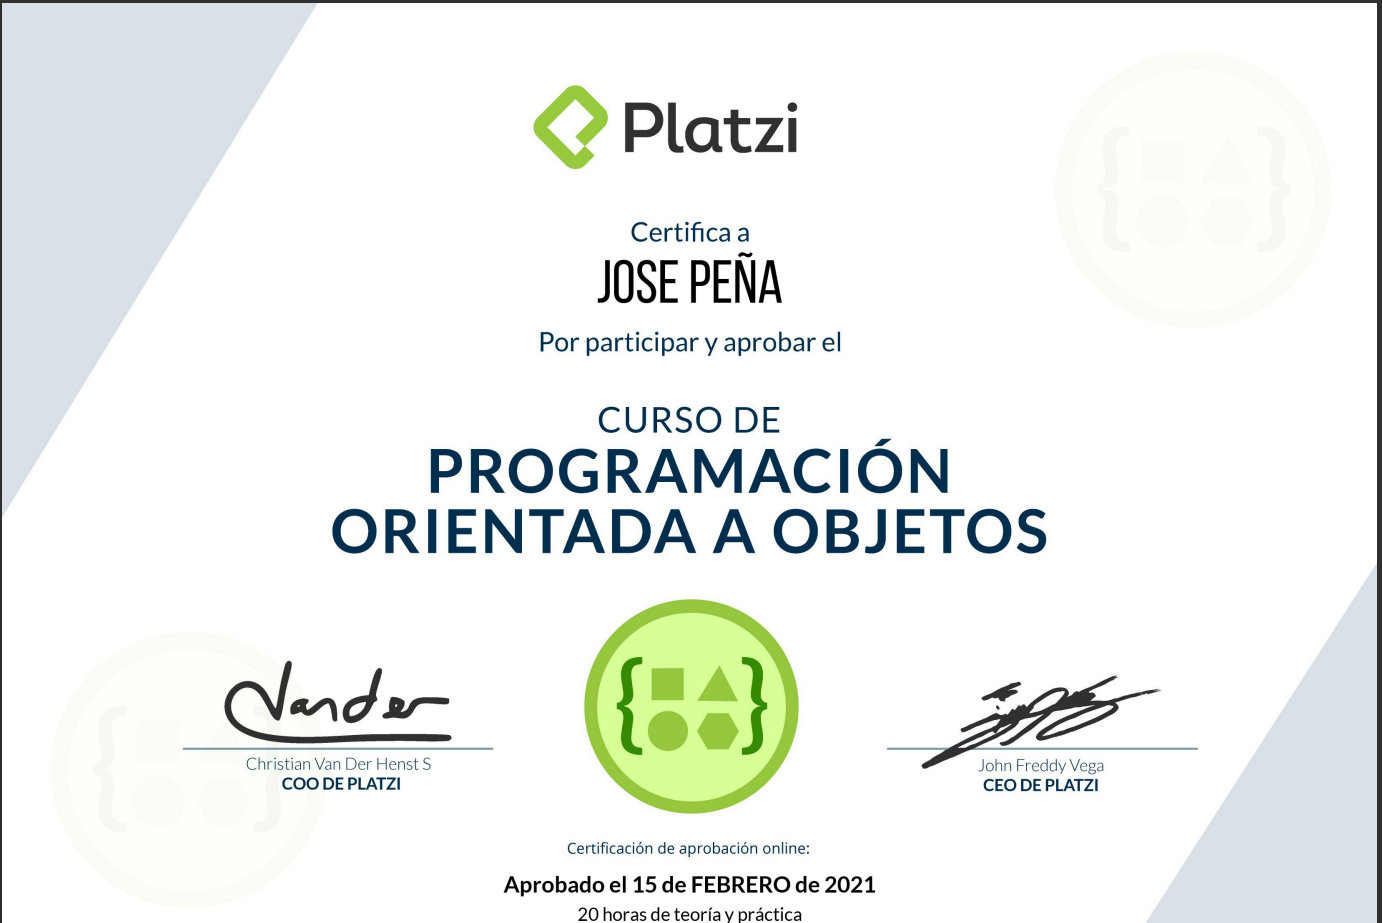 Platzi
Certifica a
JOSE PEÑA
Por participar y aprobar el
CURSO DE
PROGRAMACIÓN
ORIENTADA A OBJETOS
Vander
Christian Van Der Henst S
COO DE PLATZI
John Freddy Vega
CEO DE PLATZI
Certificación de aprobación online:
Aprobado el 15 de FEBRERO de 2021
20 horas de teoría y práctica